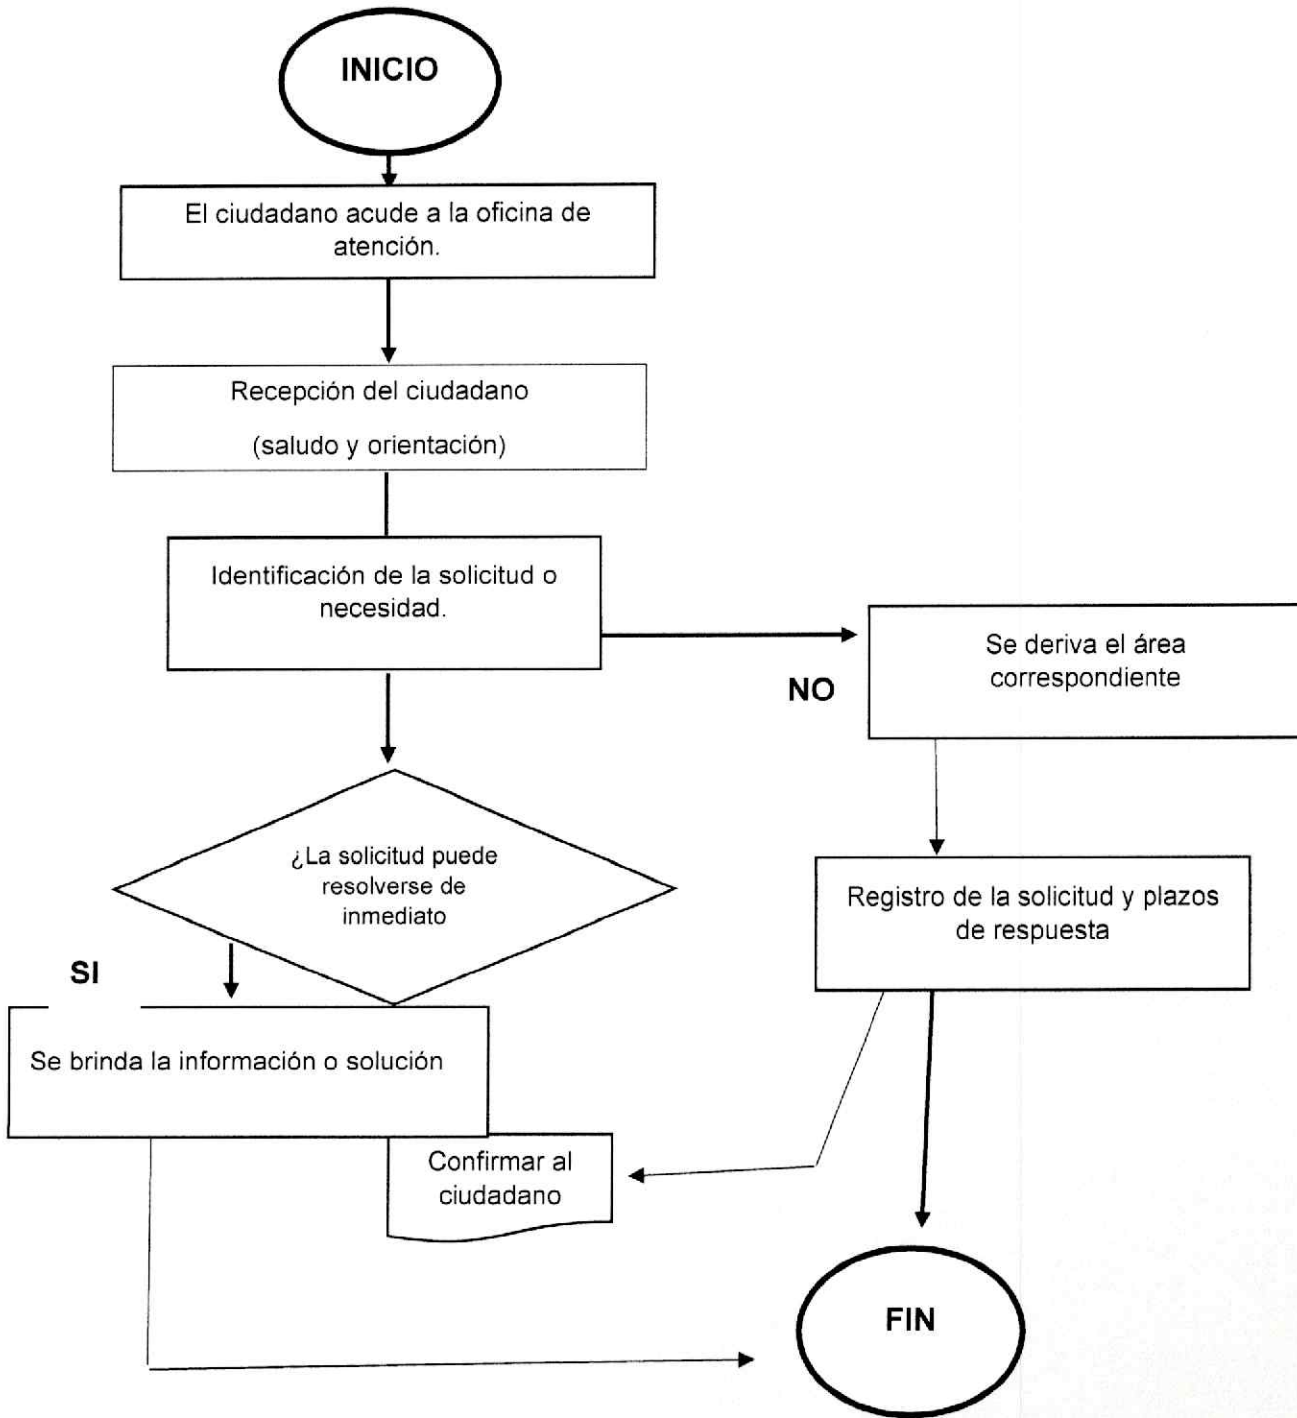 INICIO
El ciudadano acude a la oficina de
atención.
Recepción del ciudadano
(saludo y orientación)
Identificación de la solicitud o
necesidad.
Se deriva el área
correspondiente
NO
¿La solicitud puede
resolverse de
inmediato
Registro de la solicitud y plazos
de respuesta
SI
Se brinda la información o solución
Confirmar al
ciudadano
FIN